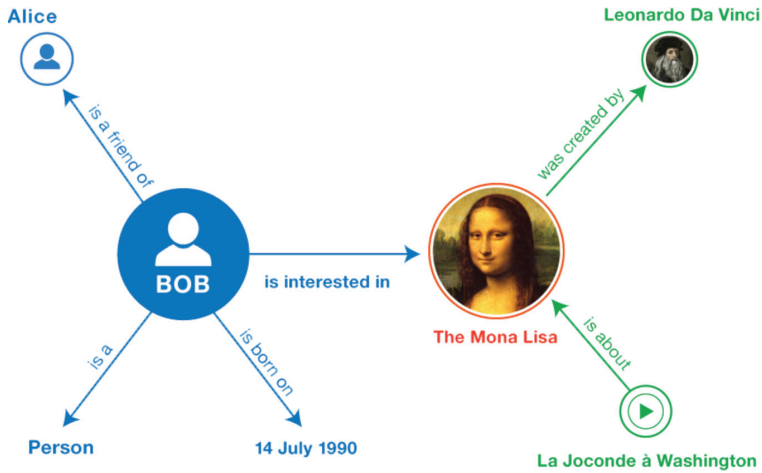 Alice
Leonardo Da Vinci
is a friend of
was created by
BOB
is interested in
The Mona Lisa
is a
is born on
is about
Person
14 July 1990
La Joconde à Washington